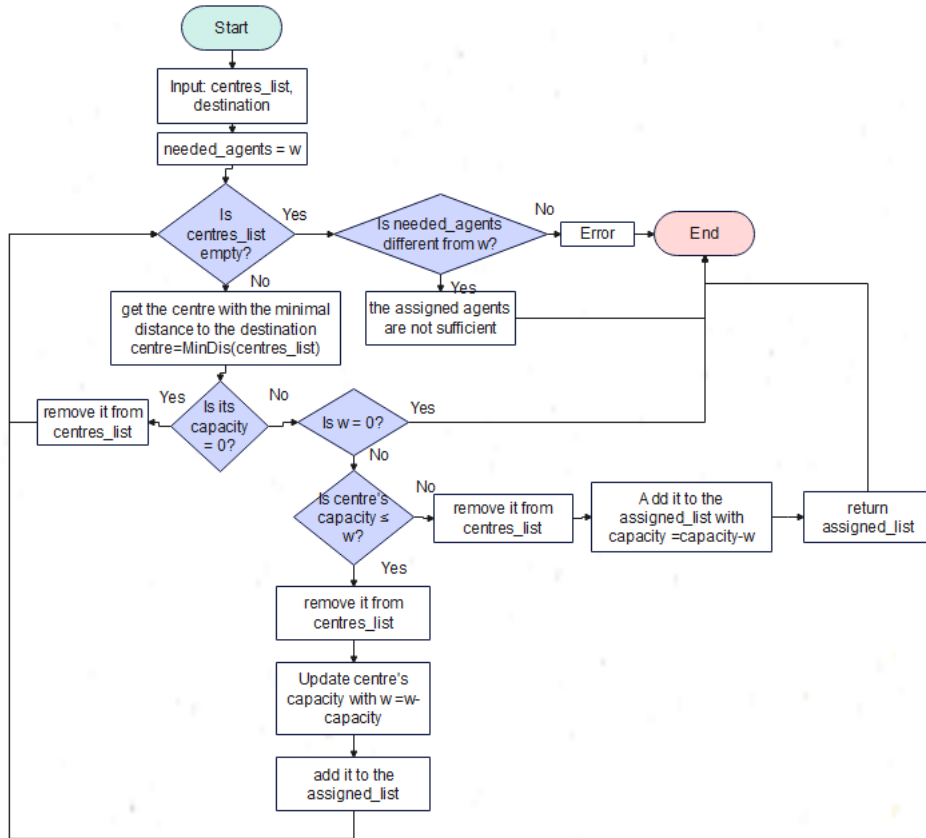 Start
Input: centres_list,
destination
needed_agents = w
Is
centres_list
empty?
Yes
No
Is needed_agents
different from w?
No
Error
End
Yes
the assigned agents
are not sufficient
get the centre with the minimal
distance to the destination
centre=MinDis(centres_list)
Is its
capacity
= 0?
Yes
remove it from
centres_list
No
Is w = 0?
Yes
No
Is centre's
capacity ≤
w?
No
remove it from
centres_list
Add it to the
assigned_list with
capacity =capacity-w
return
assigned_list
Yes
remove it from
centres_list
Update centre's
capacity with w =w-
capacity
add it to the
assigned_list